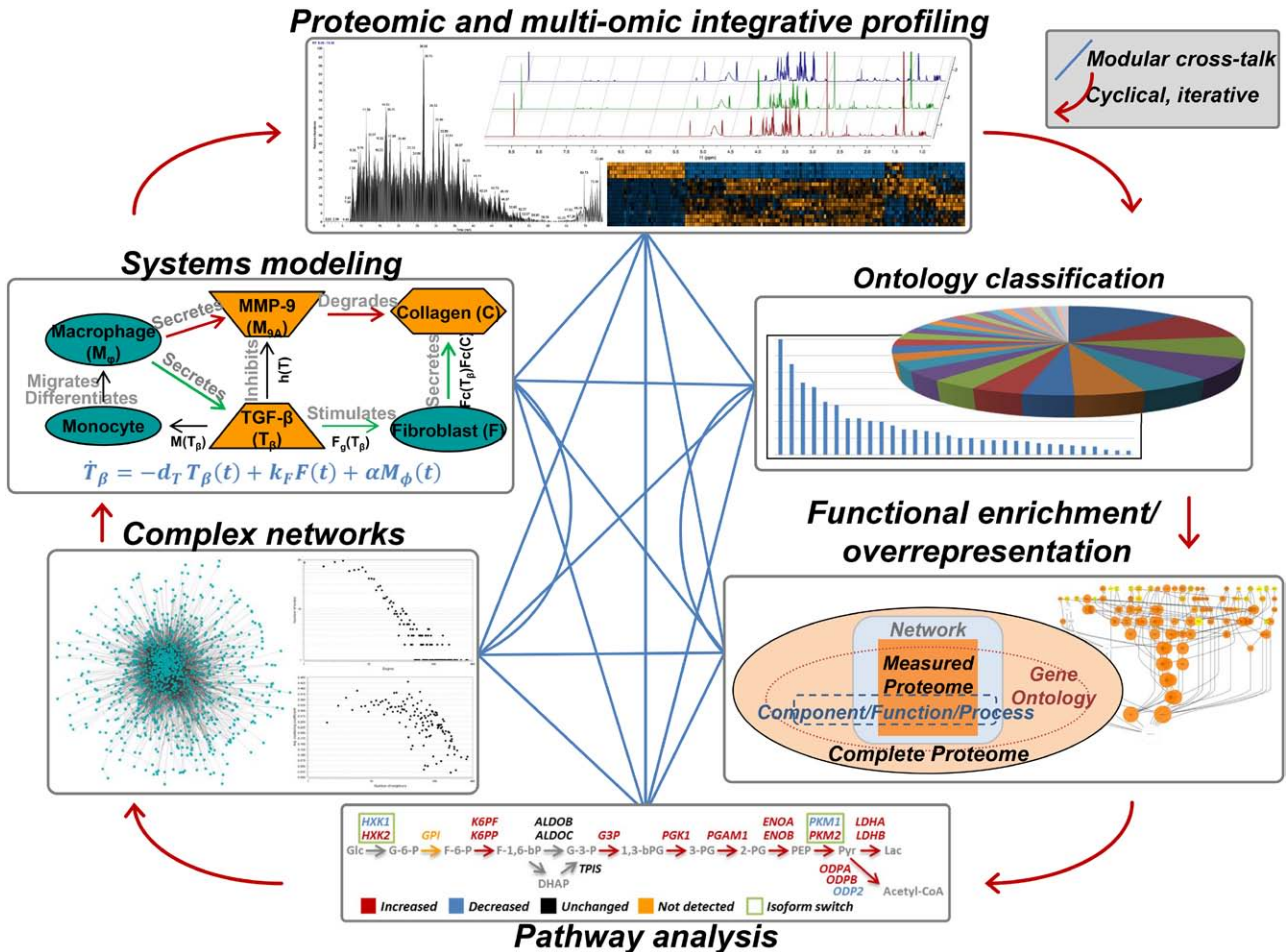 Proteomic and multi-omic integrative profiling
Modular cross-talk
Cyclical, iterative
Systems modeling
Macrophage
(Mφ)
Secretes
MMP-9
(M9A)
Degrades
Collagen (C)
Secretes
Inhibits
h(T)
Secretes
Fc(Tβ)Fc(C)
Migrates
Differentiates
Monocyte
M(Tβ)
TGF-β
(Tβ)
Stimulates
Fg(Tβ)
Fibroblast (F)
Ṫβ = −dT Tβ(t) + kF F(t) + αMϕ(t)
Ontology classification
Functional enrichment/
overrepresentation
Network
Measured
Proteome
Gene
Ontology
Component/Function/Process
Complete Proteome
Complex networks
HXK1
HXK2
GPI
K6PF
K6PP
ALDOB
ALDOC
G3P
PGK1
PGAM1
ENOA
ENOB
PKM1
PKM2
LDHA
LDHB
Glc
G-6-P
F-6-P
F-1,6-bP
G-3-P
1,3-bPG
3-PG
2-PG
PEP
Pyr
Lac
TPIS
DHAP
ODPA
ODPB
ODP2
Acetyl-CoA
Increased
Decreased
Unchanged
Not detected
Isoform switch
Pathway analysis